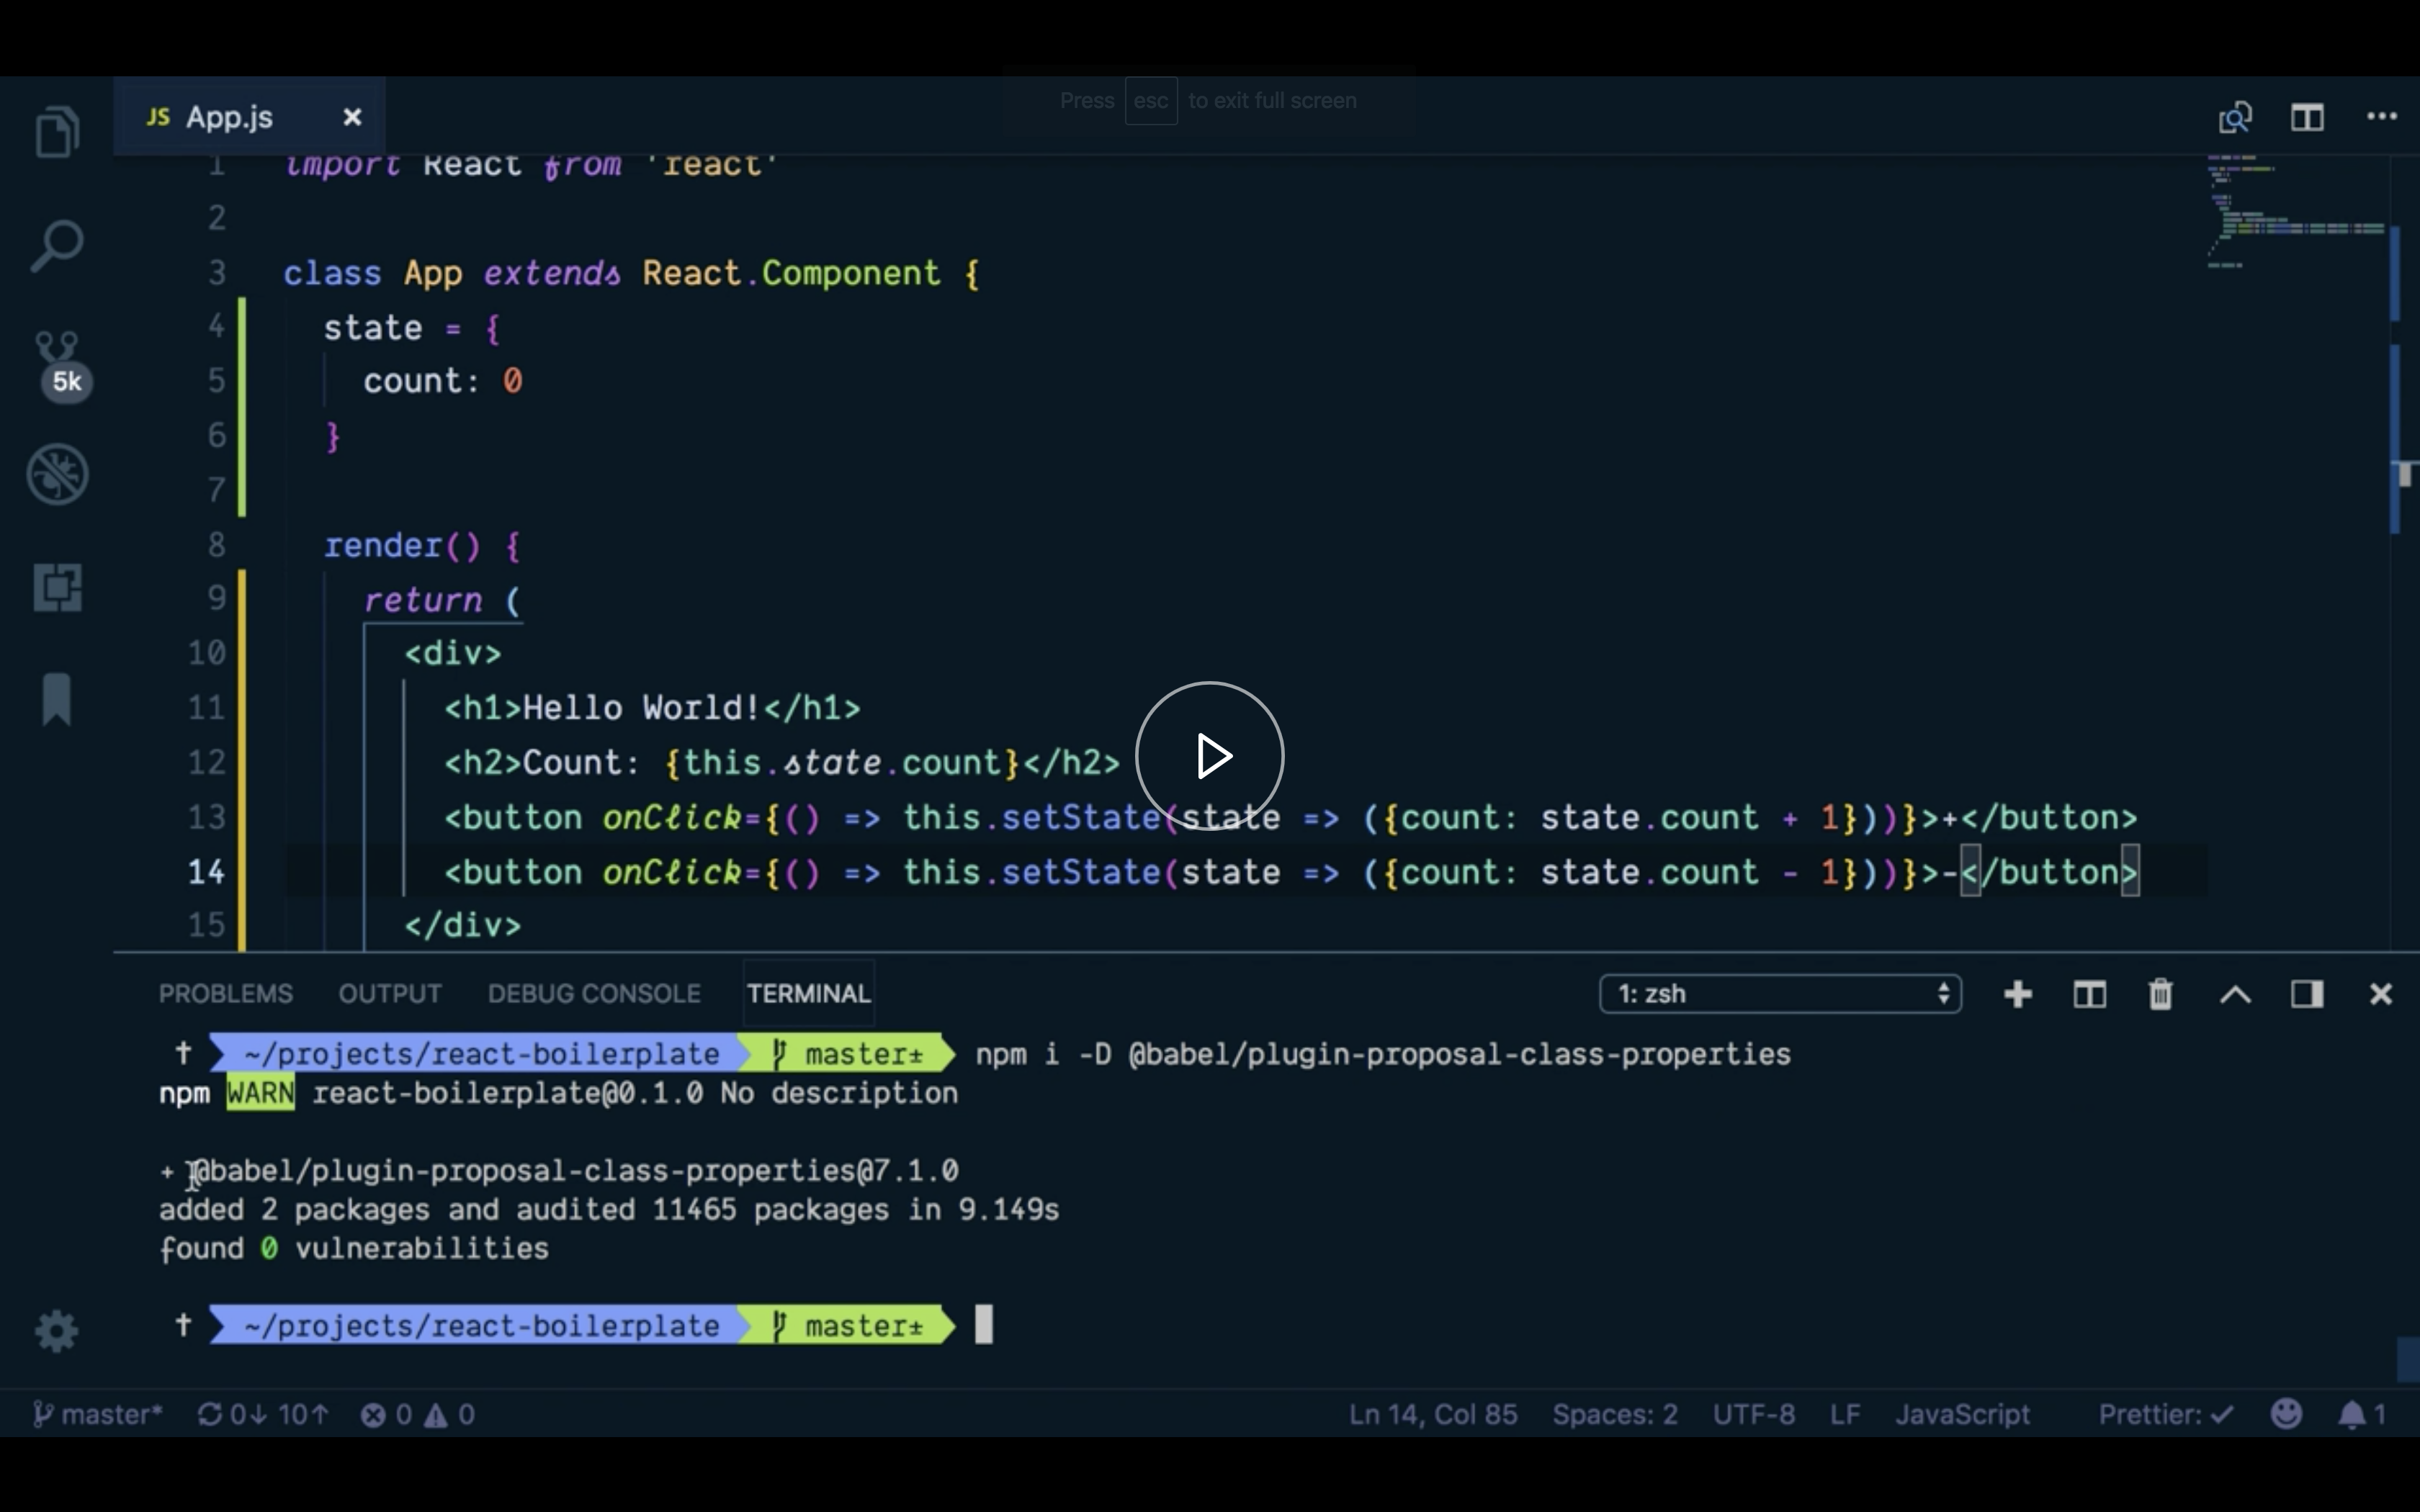 Press esc to exit full screen
JS App.js
1 import React from 'react'
2
3 class App extends React.Component {
4 state = {
5 count: 0
6 }
7
8 render() {
9 return (
10 <div>
11 <h1>Hello World!</h1>
12 <h2>Count: {this.state.count}</h2>
13 <button onClick={() => this.setState(state => ({count: state.count + 1}))}>+</button>
14 <button onClick={() => this.setState(state => ({count: state.count - 1}))}>-</button>
15 </div>
5k
PROBLEMS OUTPUT DEBUG CONSOLE TERMINAL 1: zsh
† ~/projects/react-boilerplate master± npm i -D @babel/plugin-proposal-class-properties
npm WARN react-boilerplate@0.1.0 No description
+ @babel/plugin-proposal-class-properties@7.1.0
added 2 packages and audited 11465 packages in 9.149s
found 0 vulnerabilities
† ~/projects/react-boilerplate master±
master* 0↓ 10↑ 0 0 Ln 14, Col 85 Spaces: 2 UTF-8 LF JavaScript Prettier: ✓ 1